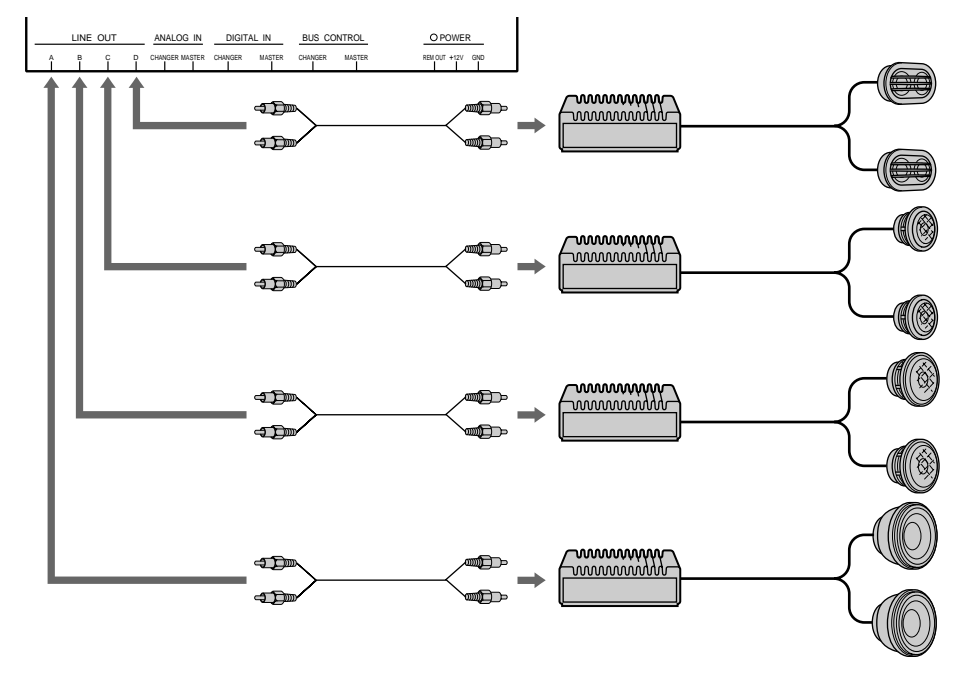 LINE OUT ANALOG IN DIGITAL IN BUS CONTROL POWER
A B C D CHANGER MASTER CHANGER MASTER CHANGER MASTER REM OUT +12V GND